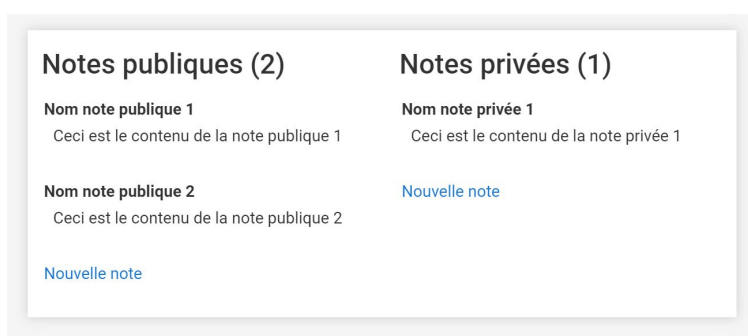 Notes publiques (2)
Nom note publique 1
Ceci est le contenu de la note publique 1
Nom note publique 2
Ceci est le contenu de la note publique 2
Nouvelle note
Notes privées (1)
Nom note privée 1
Ceci est le contenu de la note privée 1
Nouvelle note